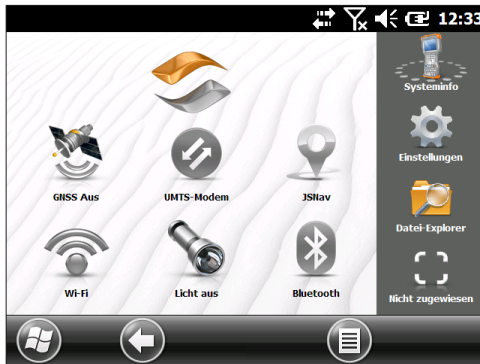 12:33
Systeminfo
GNSS Aus
UMTS-Modem
JSNav
Einstellungen
Datei-Explorer
Wi-Fi
Licht aus
Bluetooth
Nicht zugewiesen